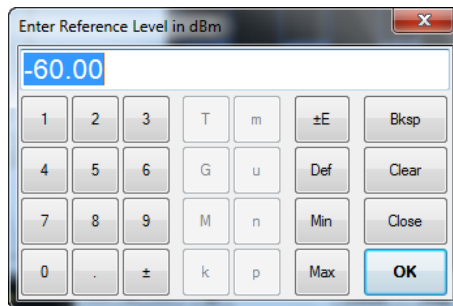 Enter Reference Level in dBm
-60.00
1 2 3 T m ±E Bksp
4 5 6 G u Def Clear
7 8 9 M n Min Close
0 . ± k p Max OK